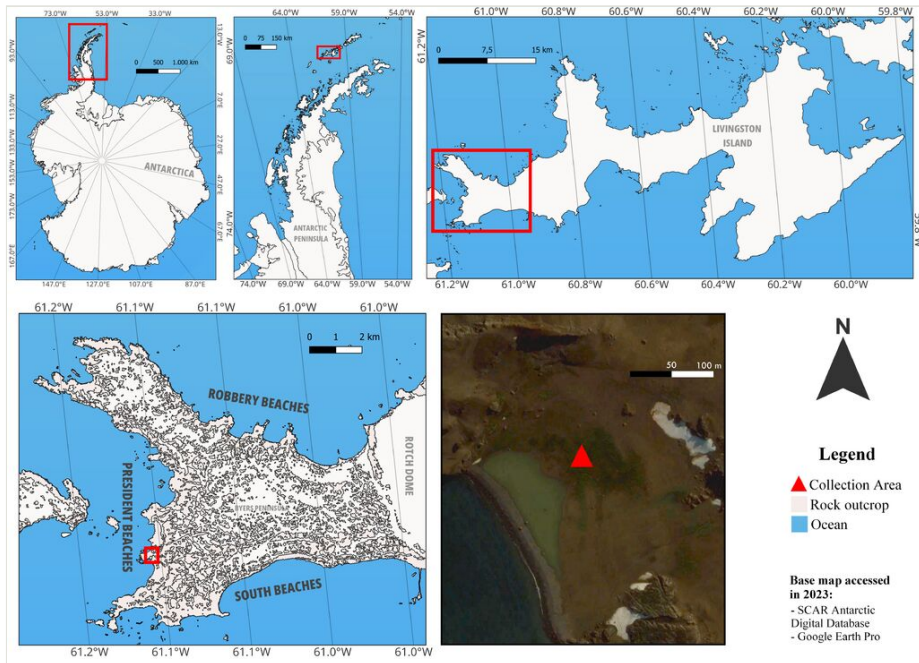 73.0°W 53.0°W
33.0°W
93.0°W
13.0°W
113.0°W
133.0°W
153.0°W
173.0°W
167.0°E
147.0°E 127.0°E 107.0°E 87.0°E
67.0°E
47.0°E
27.0°E
7.0°E
0 500 1.000 km
ANTARCTICA
64.0°W 59.0°W
69.0°W
0 75 150 km
74.0°W
ANTARCTIC
PENINSULA
74.0°W 69.0°W 64.0°W 59.0°W 54.0°W
61.0°W 60.8°W 60.6°W 60.4°W 60.2°W 60.0°W 59.8°W
61.2°W
0 7,5 15 km
LIVINGSTON
ISLAND
61.2°W 61.0°W 60.8°W 60.6°W 60.4°W 60.2°W 60.0°W
61.2°W 61.1°W 61.1°W 61.0°W
0 1 2 km
ROBBERY BEACHES
PRESIDENT BEACHES
BYERS PENINSULA
ROTCH DOME
SOUTH BEACHES
61.2°W 61.1°W 61.1°W 61.0°W
50 100 m
N
Legend
Collection Area
Rock outcrop
Ocean
Base map accessed
in 2023:
- SCAR Antarctic
Digital Database
- Google Earth Pro